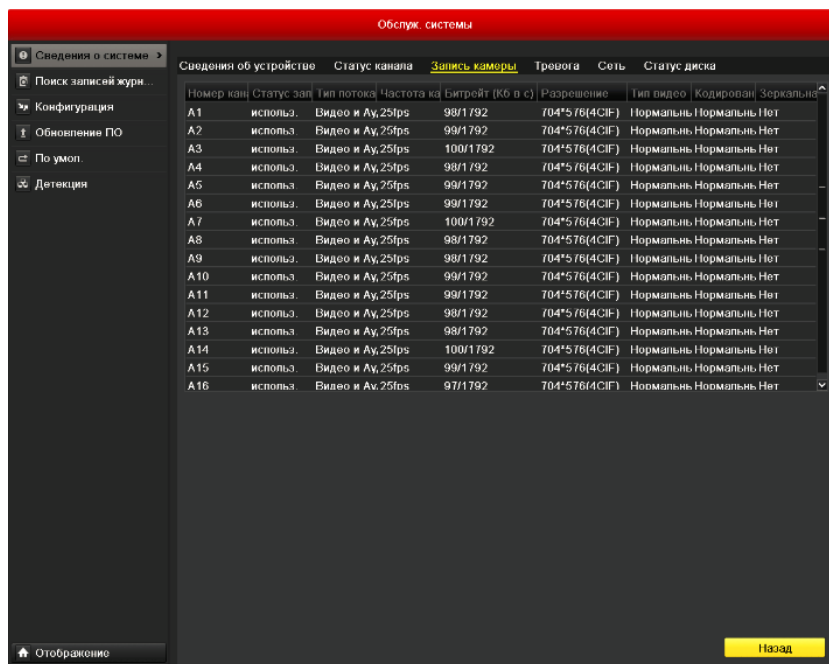 Обслуж. системы
Сведения о системе
Поиск записей журн...
Конфигурация
Обновление ПО
По умол.
Детекция
Сведения об устройстве Статус канала Запись камеры Тревога Сеть Статус диска
Номер кан Статус зап Тип потока Частота ка Битрейт (Кб в с) Разрешение Тип видео Кодирован Зеркальна
A1 использ. Видео и Ау, 25fps 98/1792 704*576(4CIF) Нормальнь Нормальнь Нет
A2 использ. Видео и Ау, 25fps 99/1792 704*576(4CIF) Нормальнь Нормальнь Нет
A3 использ. Видео и Ау, 25fps 100/1792 704*576(4CIF) Нормальнь Нормальнь Нет
A4 использ. Видео и Ау, 25fps 98/1792 704*576(4CIF) Нормальнь Нормальнь Нет
A5 использ. Видео и Ау, 25fps 99/1792 704*576(4CIF) Нормальнь Нормальнь Нет
A6 использ. Видео и Ау, 25fps 99/1792 704*576(4CIF) Нормальнь Нормальнь Нет
A7 использ. Видео и Ау, 25fps 100/1792 704*576(4CIF) Нормальнь Нормальнь Нет
A8 использ. Видео и Ау, 25fps 98/1792 704*576(4CIF) Нормальнь Нормальнь Нет
A9 использ. Видео и Ау, 25fps 98/1792 704*576(4CIF) Нормальнь Нормальнь Нет
A10 использ. Видео и Ау, 25fps 99/1792 704*576(4CIF) Нормальнь Нормальнь Нет
A11 использ. Видео и Ау, 25fps 99/1792 704*576(4CIF) Нормальнь Нормальнь Нет
A12 использ. Видео и Ау, 25fps 98/1792 704*576(4CIF) Нормальнь Нормальнь Нет
A13 использ. Видео и Ау, 25fps 98/1792 704*576(4CIF) Нормальнь Нормальнь Нет
A14 использ. Видео и Ау, 25fps 100/1792 704*576(4CIF) Нормальнь Нормальнь Нет
A15 использ. Видео и Ау, 25fps 99/1792 704*576(4CIF) Нормальнь Нормальнь Нет
A16 использ. Видео и Ау, 25fps 97/1792 704*576(4CIF) Нормальнь Нормальнь Нет
Отображение
Назад